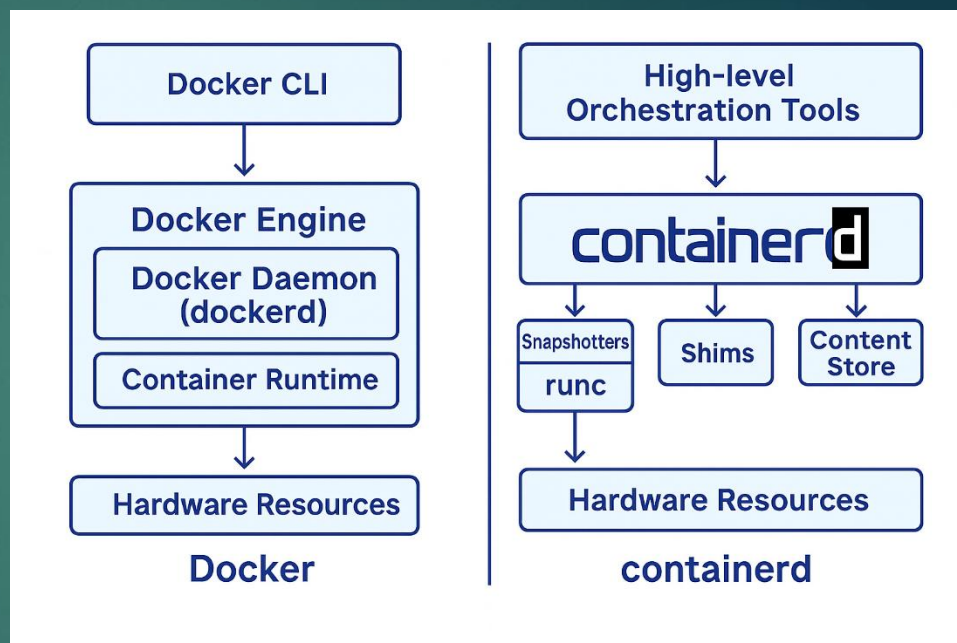 Docker CLI
Docker Engine
Docker Daemon
(dockerd)
Container Runtime
Hardware Resources
Docker
High-level
Orchestration Tools
containerd
Snapshotters
runc
Shims
Content
Store
Hardware Resources
containerd